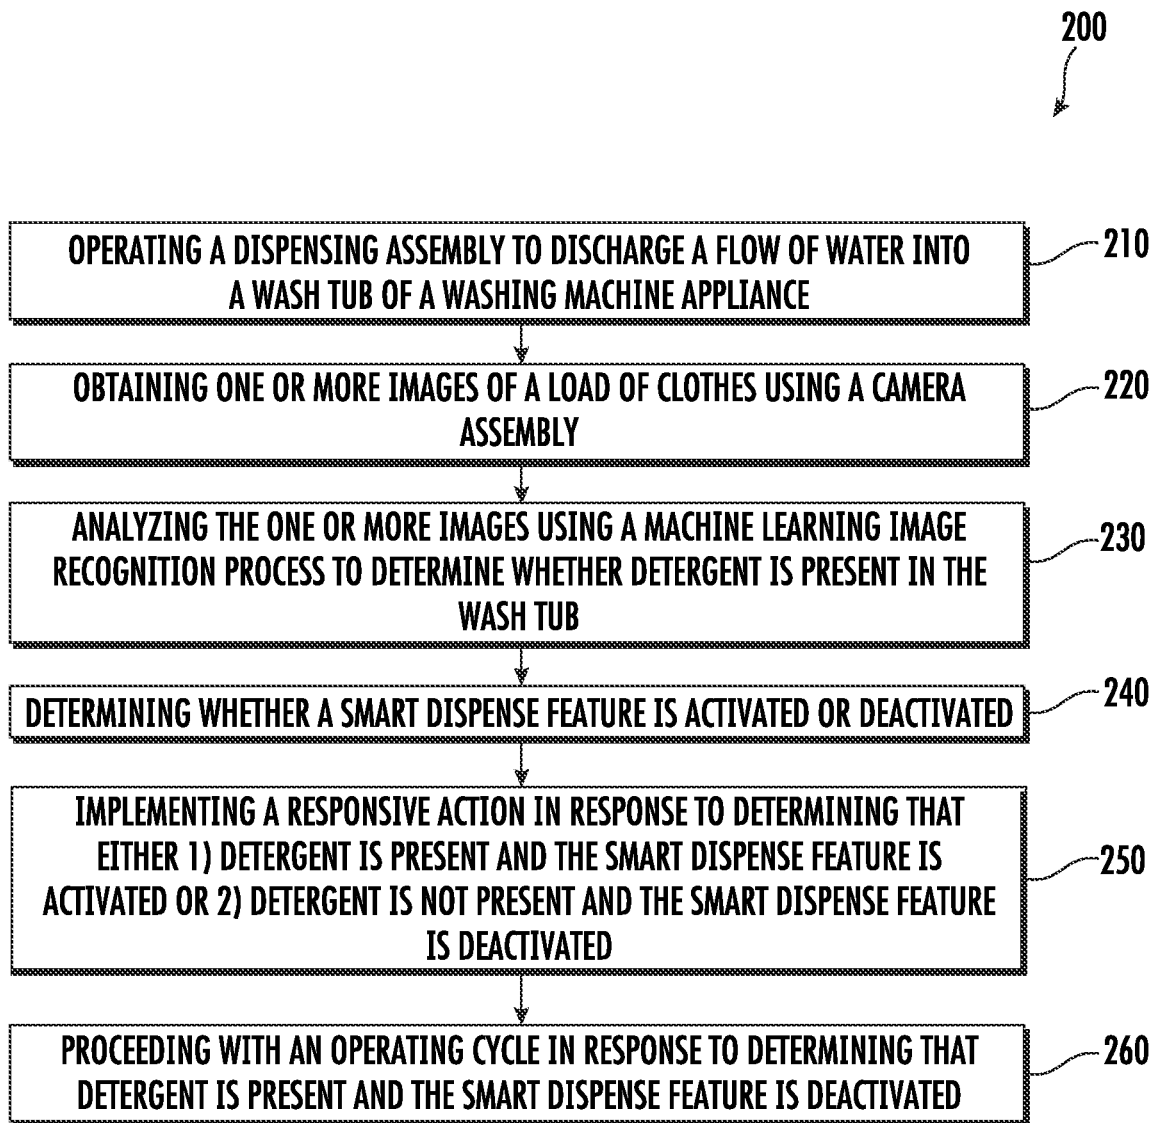 200
OPERATING A DISPENSING ASSEMBLY TO DISCHARGE A FLOW OF WATER INTO
A WASH TUB OF A WASHING MACHINE APPLIANCE
210
OBTAINING ONE OR MORE IMAGES OF A LOAD OF CLOTHES USING A CAMERA
ASSEMBLY
220
ANALYZING THE ONE OR MORE IMAGES USING A MACHINE LEARNING IMAGE
RECOGNITION PROCESS TO DETERMINE WHETHER DETERGENT IS PRESENT IN THE
WASH TUB
230
DETERMINING WHETHER A SMART DISPENSE FEATURE IS ACTIVATED OR DEACTIVATED
240
IMPLEMENTING A RESPONSIVE ACTION IN RESPONSE TO DETERMINING THAT
EITHER 1) DETERGENT IS PRESENT AND THE SMART DISPENSE FEATURE IS
ACTIVATED OR 2) DETERGENT IS NOT PRESENT AND THE SMART DISPENSE FEATURE
IS DEACTIVATED
250
PROCEEDING WITH AN OPERATING CYCLE IN RESPONSE TO DETERMINING THAT
DETERGENT IS PRESENT AND THE SMART DISPENSE FEATURE IS DEACTIVATED
260